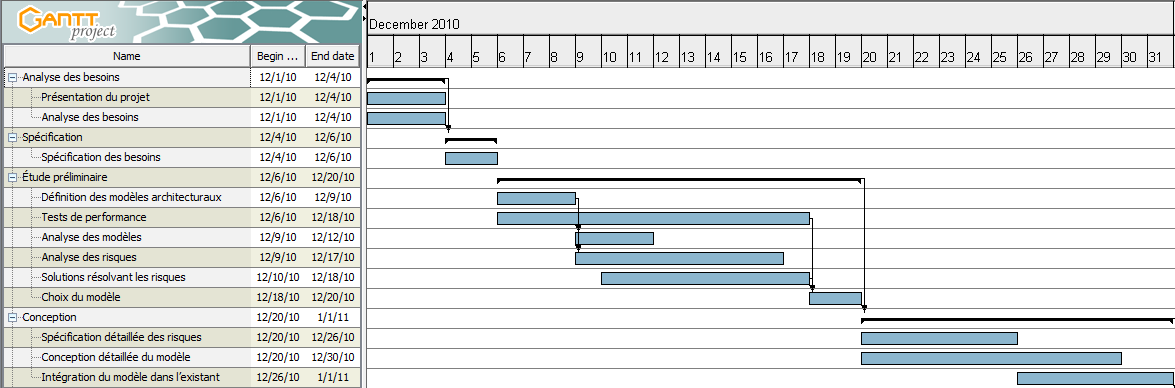 GANTT
project
December 2010
Name Begin ... End date
1 2 3 4 5 6 7 8 9 10 11 12 13 14 15 16 17 18 19 20 21 22 23 24 25 26 27 28 29 30 31
Analyse des besoins 12/1/10 12/4/10
Présentation du projet 12/1/10 12/4/10
Analyse des besoins 12/1/10 12/4/10
Spécification 12/4/10 12/6/10
Spécification des besoins 12/4/10 12/6/10
Étude préliminaire 12/6/10 12/20/10
Définition des modèles architecturaux 12/6/10 12/9/10
Tests de performance 12/6/10 12/18/10
Analyse des modèles 12/9/10 12/12/10
Analyse des risques 12/9/10 12/17/10
Solutions résolvant les risques 12/10/10 12/18/10
Choix du modèle 12/18/10 12/20/10
Conception 12/20/10 1/1/11
Spécification détaillée des risques 12/20/10 12/26/10
Conception détaillée du modèle 12/20/10 12/30/10
Intégration du modèle dans l'existant 12/26/10 1/1/11